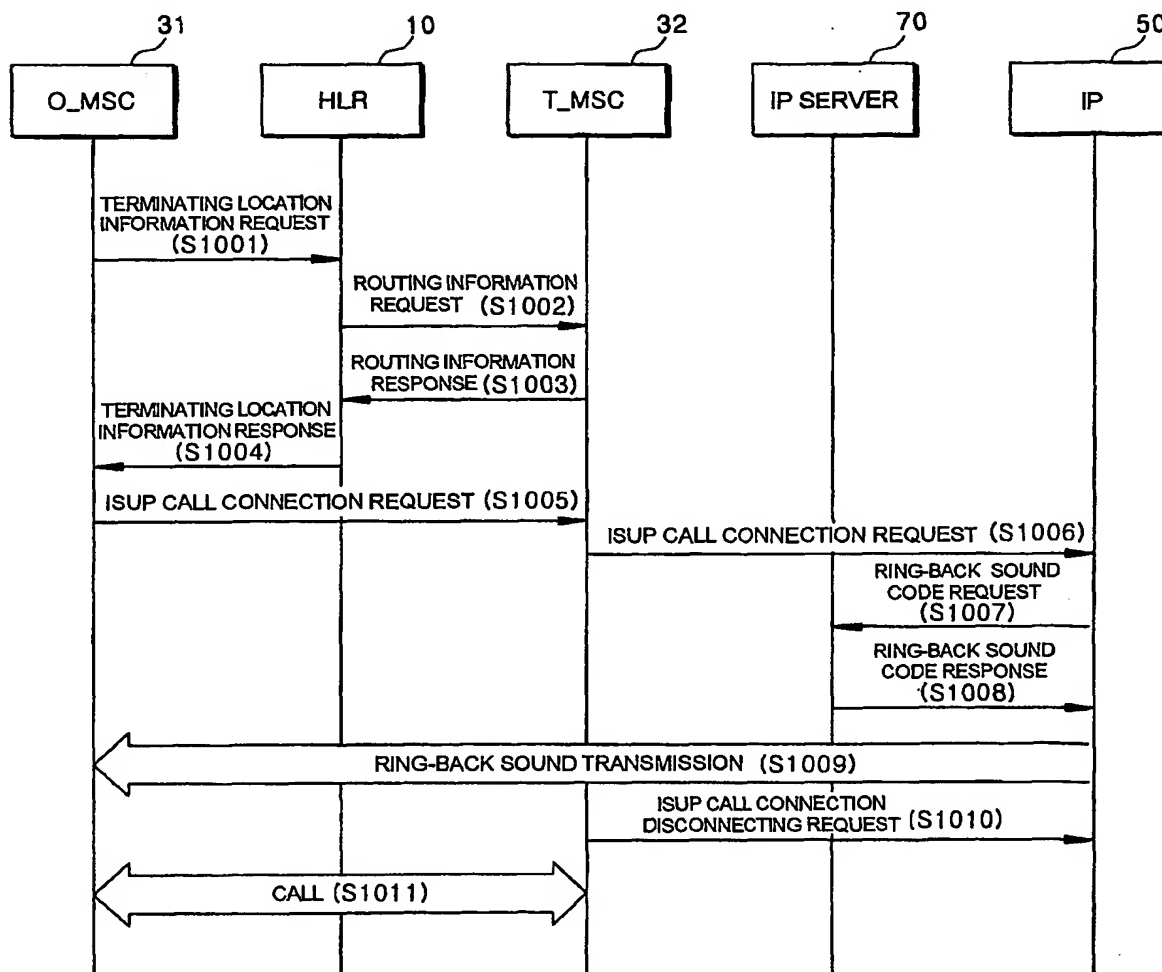 31
10
32
70
50
O_MSC
HLR
T_MSC
IP SERVER
IP
TERMINATING LOCATION
INFORMATION REQUEST
(S1001)
ROUTING INFORMATION
REQUEST (S1002)
ROUTING INFORMATION
RESPONSE (S1003)
TERMINATING LOCATION
INFORMATION RESPONSE
(S1004)
ISUP CALL CONNECTION REQUEST (S1005)
ISUP CALL CONNECTION REQUEST (S1006)
RING-BACK SOUND
CODE REQUEST
(S1007)
RING-BACK SOUND
CODE RESPONSE
(S1008)
RING-BACK SOUND TRANSMISSION (S1009)
ISUP CALL CONNECTION
DISCONNECTING REQUEST (S1010)
CALL (S1011)